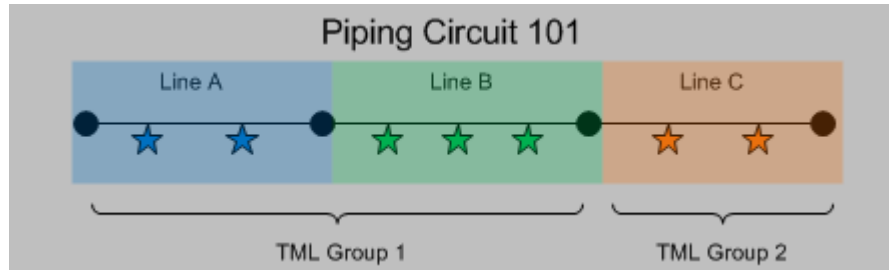 Piping Circuit 101
Line A Line B Line C
TML Group 1 TML Group 2